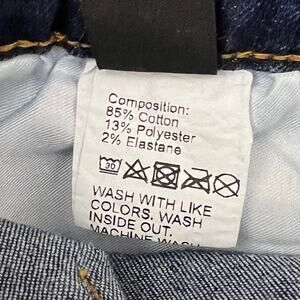 Composition:
85% Cotton
13% Polyester
2% Elastane
30
WASH WITH LIKE
COLORS. WASH
INSIDE OUT.
MACHINE WASH